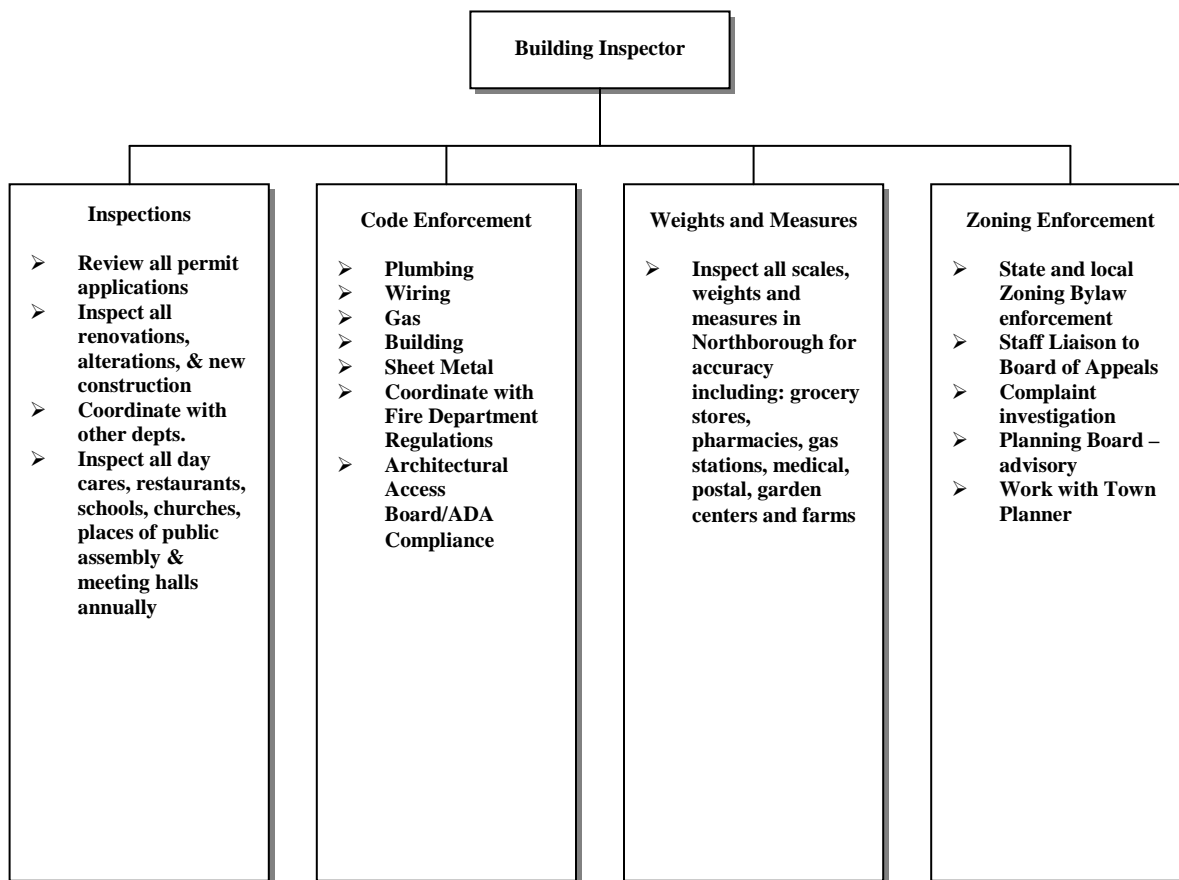 Building Inspector
Inspections
➢ Review all permit
applications
➢ Inspect all
renovations,
alterations, & new
construction
➢ Coordinate with
other depts.
➢ Inspect all day
cares, restaurants,
schools, churches,
places of public
assembly &
meeting halls
annually
Code Enforcement
➢ Plumbing
➢ Wiring
➢ Gas
➢ Building
➢ Sheet Metal
➢ Coordinate with
Fire Department
Regulations
➢ Architectural
Access
Board/ADA
Compliance
Weights and Measures
➢ Inspect all scales,
weights and
measures in
Northborough for
accuracy
including: grocery
stores,
pharmacies, gas
stations, medical,
postal, garden
centers and farms
Zoning Enforcement
➢ State and local
Zoning Bylaw
enforcement
➢ Staff Liaison to
Board of Appeals
➢ Complaint
investigation
➢ Planning Board –
advisory
➢ Work with Town
Planner